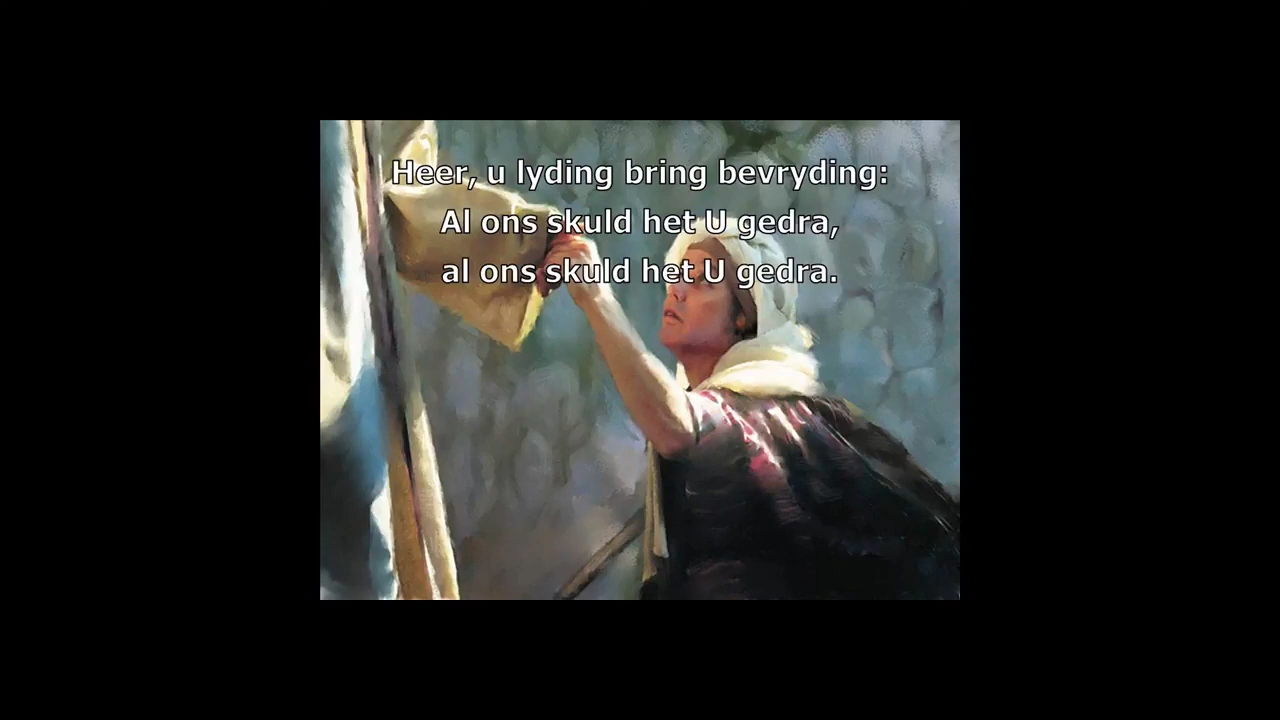 Heer, u lyding bring bevryding:
Al ons skuld het U gedra,
al ons skuld het U gedra.